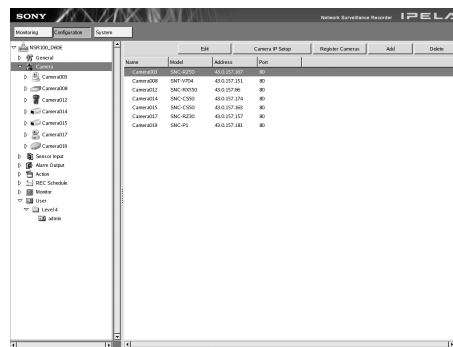 SONY
Network Surveillance Recorder IPELA
Monitoring Configuration System
NSR100_D60E
General
Camera
Camera003
Camera008
Camera012
Camera014
Camera015
Camera017
Camera019
Sensor Input
Alarm Output
Action
REC Schedule
Monitor
User
Level 4
admin
Edit Camera IP Setup Register Cameras Add Delete
Name Model Address Port
Camera003 SNC-RZ50 43.0.157.167 80
Camera008 SNT-V704 43.0.157.151 80
Camera012 SNC-RX550 43.0.157.66 80
Camera014 SNC-CS50 43.0.157.174 80
Camera015 SNC-CS50 43.0.157.163 80
Camera017 SNC-RZ30 43.0.157.157 80
Camera019 SNC-P1 43.0.157.181 80